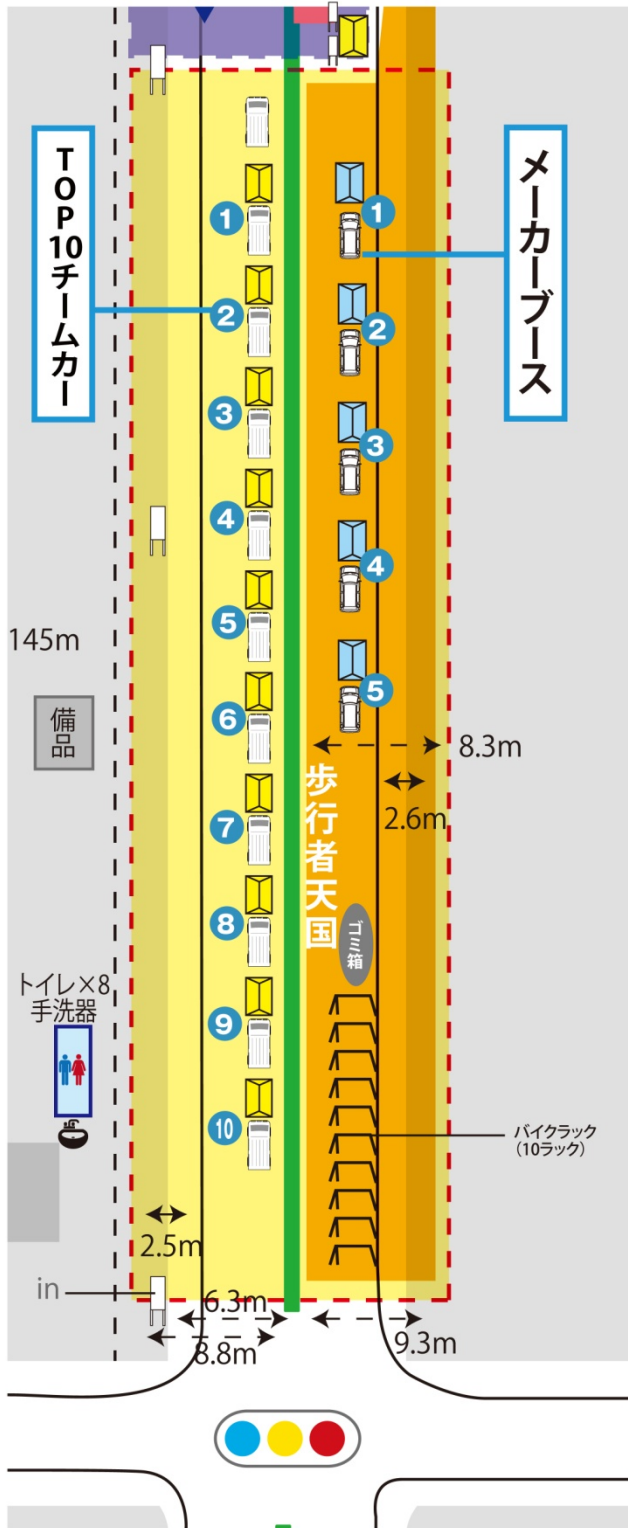 TOP10チームカー
メーカーブース
1
1
2
2
3
3
4
4
5
5
145m
備品
6
8.3m
2.6m
歩行者天国
7
8
ゴミ箱
トイレ×8
手洗器
9
10
バイクラック
(10ラック)
2.5m
in
6.3m
8.8m
9.3m